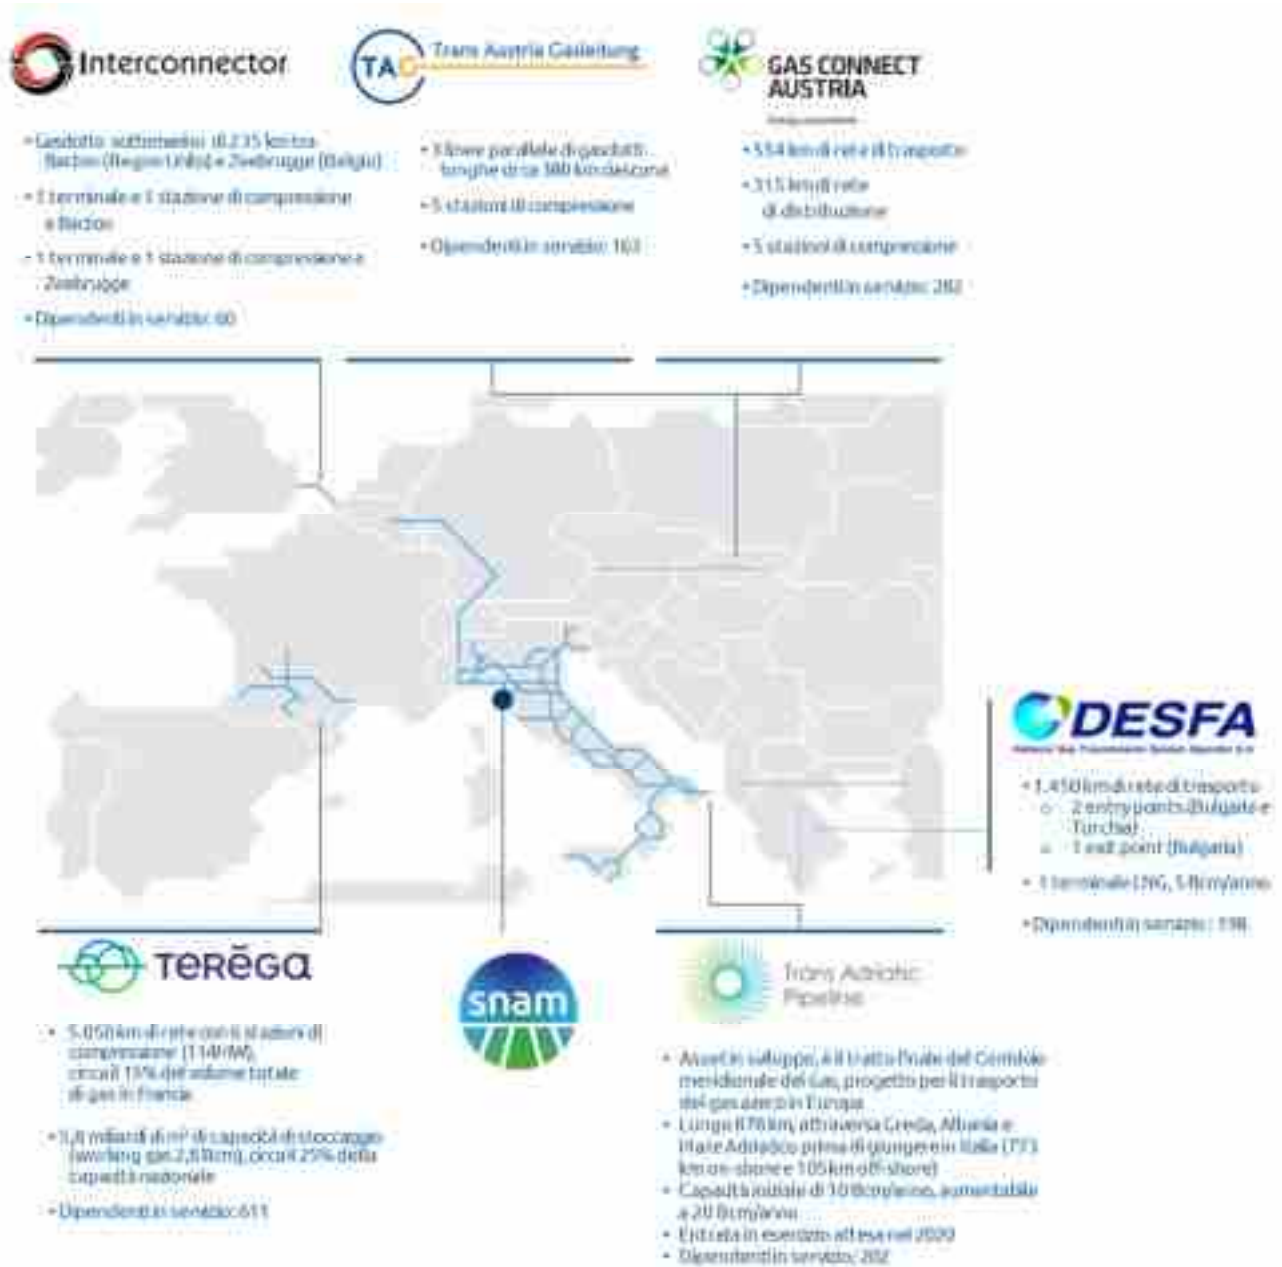 Interconnector
• Gasdotto sottomarino di 235 km tra
Bacton (Regno Unito) e Zeebrugge (Belgio)
• 1 terminale e 1 stazione di compressione
a Bacton
• 1 terminale e 1 stazione di compressione a
Zeebrugge
• Dipendenti in servizio: 60
TAG Trans Austria Gasleitung
• 3 linee parallele di gasdotti
lunghe circa 380 km ciascuna
• 5 stazioni di compressione
• Dipendenti in servizio:
GAS CONNECT
AUSTRIA
• 554 km di rete di trasporto
• 315 km di rete
di distribuzione
• 5 stazioni di compressione
• Dipendenti in servizio: 282
DESFA
• 1.450 km di rete di trasporto
2 entry points (Bulgaria e
Turchia)
1 exit point (Bulgaria)
• 1 terminale LNG, 5 Bcm/anno
• Dipendenti in servizio :
TERĒGA
• 5.050 km di rete con 6 stazioni di
compressione
circa il 15% del volume totale
di gas in Francia
• miliardi di m³ di capacità di stoccaggio
(working gas 2,8 Bcm), circa il 25% della
capacità nazionale
• Dipendenti in servizio: 611
snam
Trans Adriatic
Pipeline
• Asset in sviluppo, è il tratto finale del Corridoio
meridionale del Gas, progetto per il trasporto
del gas azero in Europa
• Lungo 878 km, attraversa Grecia, Albania e
Mare Adriatico prima di giungere in Italia (773
km on-shore e 105 km off-shore)
• Capacità iniziale di 10 Bcm/anno, aumentabile
a 20 Bcm/anno
• Entrata in esercizio attesa nel 2020
• Dipendenti in servizio: 202